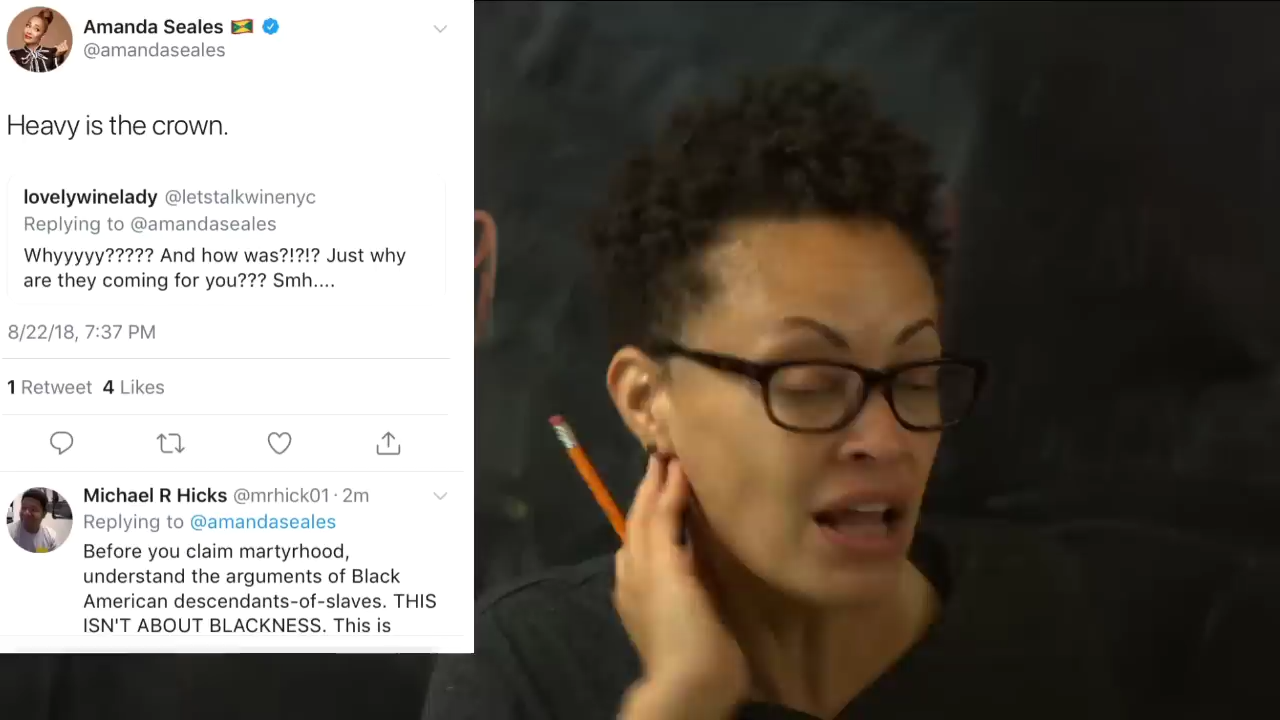 Amanda Seales 🇬🇩
@amandaseales
Heavy is the crown.
lovelywinelady @letstalkwinenyc
Replying to @amandaseales
Whyyyyy????? And how was?!?!? Just why
are they coming for you??? Smh....
8/22/18, 7:37 PM
1 Retweet 4 Likes
Michael R Hicks @mrhick01 · 2m
Replying to @amandaseales
Before you claim martyrhood,
understand the arguments of Black
American descendants-of-slaves. THIS
ISN'T ABOUT BLACKNESS. This is